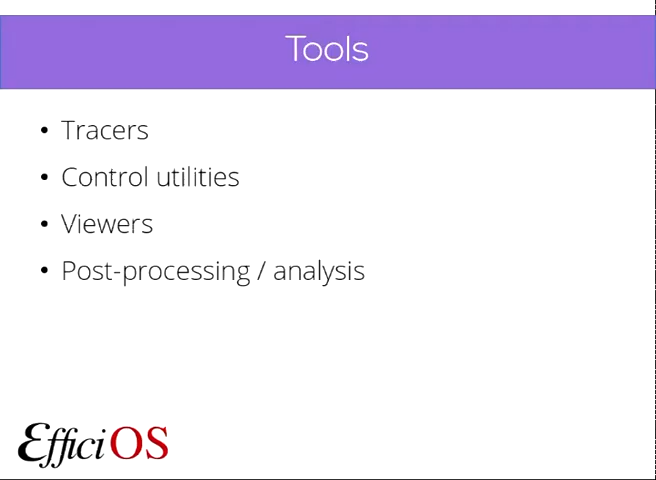 Tools
• Tracers
• Control utilities
• Viewers
• Post-processing / analysis
EfficiOS